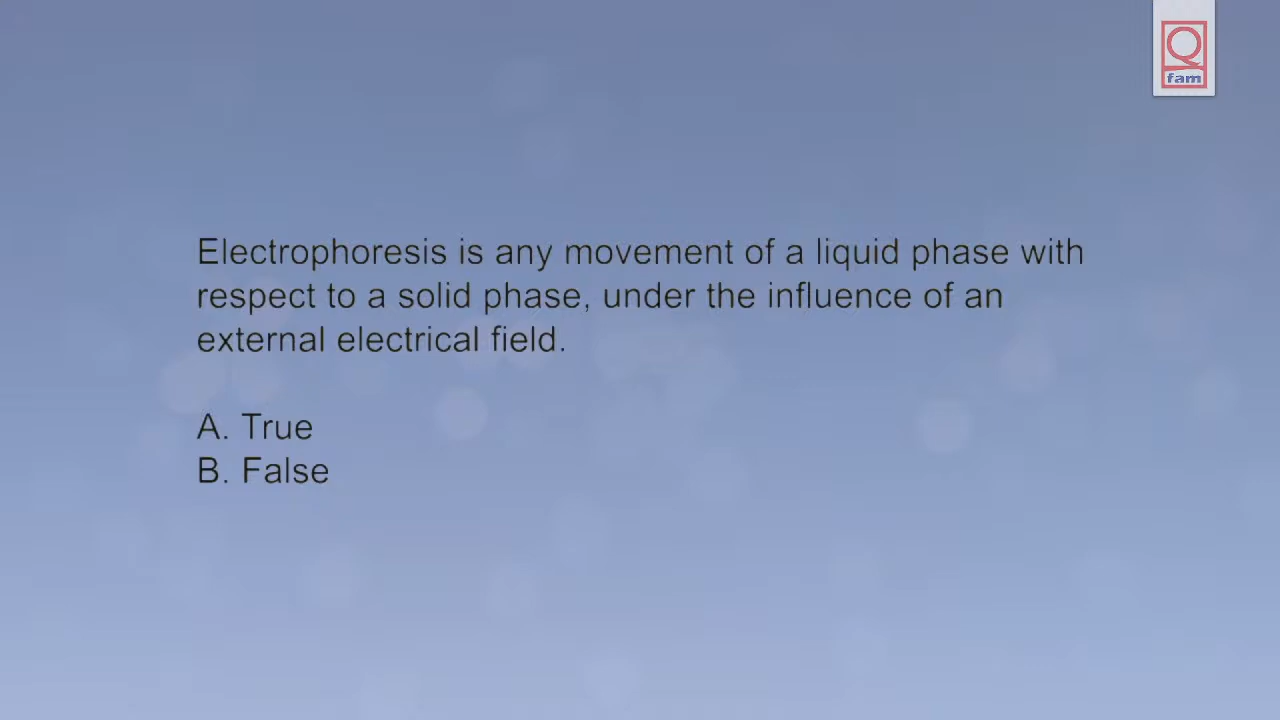 Q
fam
Electrophoresis is any movement of a liquid phase with
respect to a solid phase, under the influence of an
external electrical field.
A. True
B. False